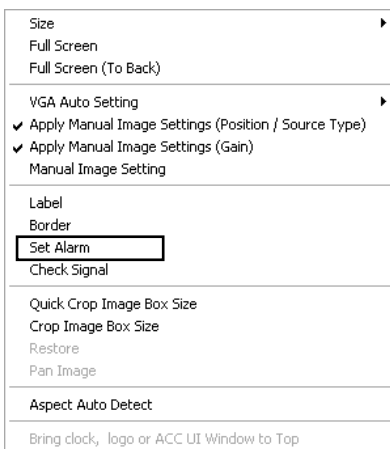 Size
Full Screen
Full Screen (To Back)
VGA Auto Setting
Apply Manual Image Settings (Position / Source Type)
Apply Manual Image Settings (Gain)
Manual Image Setting
Label
Border
Set Alarm
Check Signal
Quick Crop Image Box Size
Crop Image Box Size
Restore
Pan Image
Aspect Auto Detect
Bring clock, logo or ACC UI Window to Top